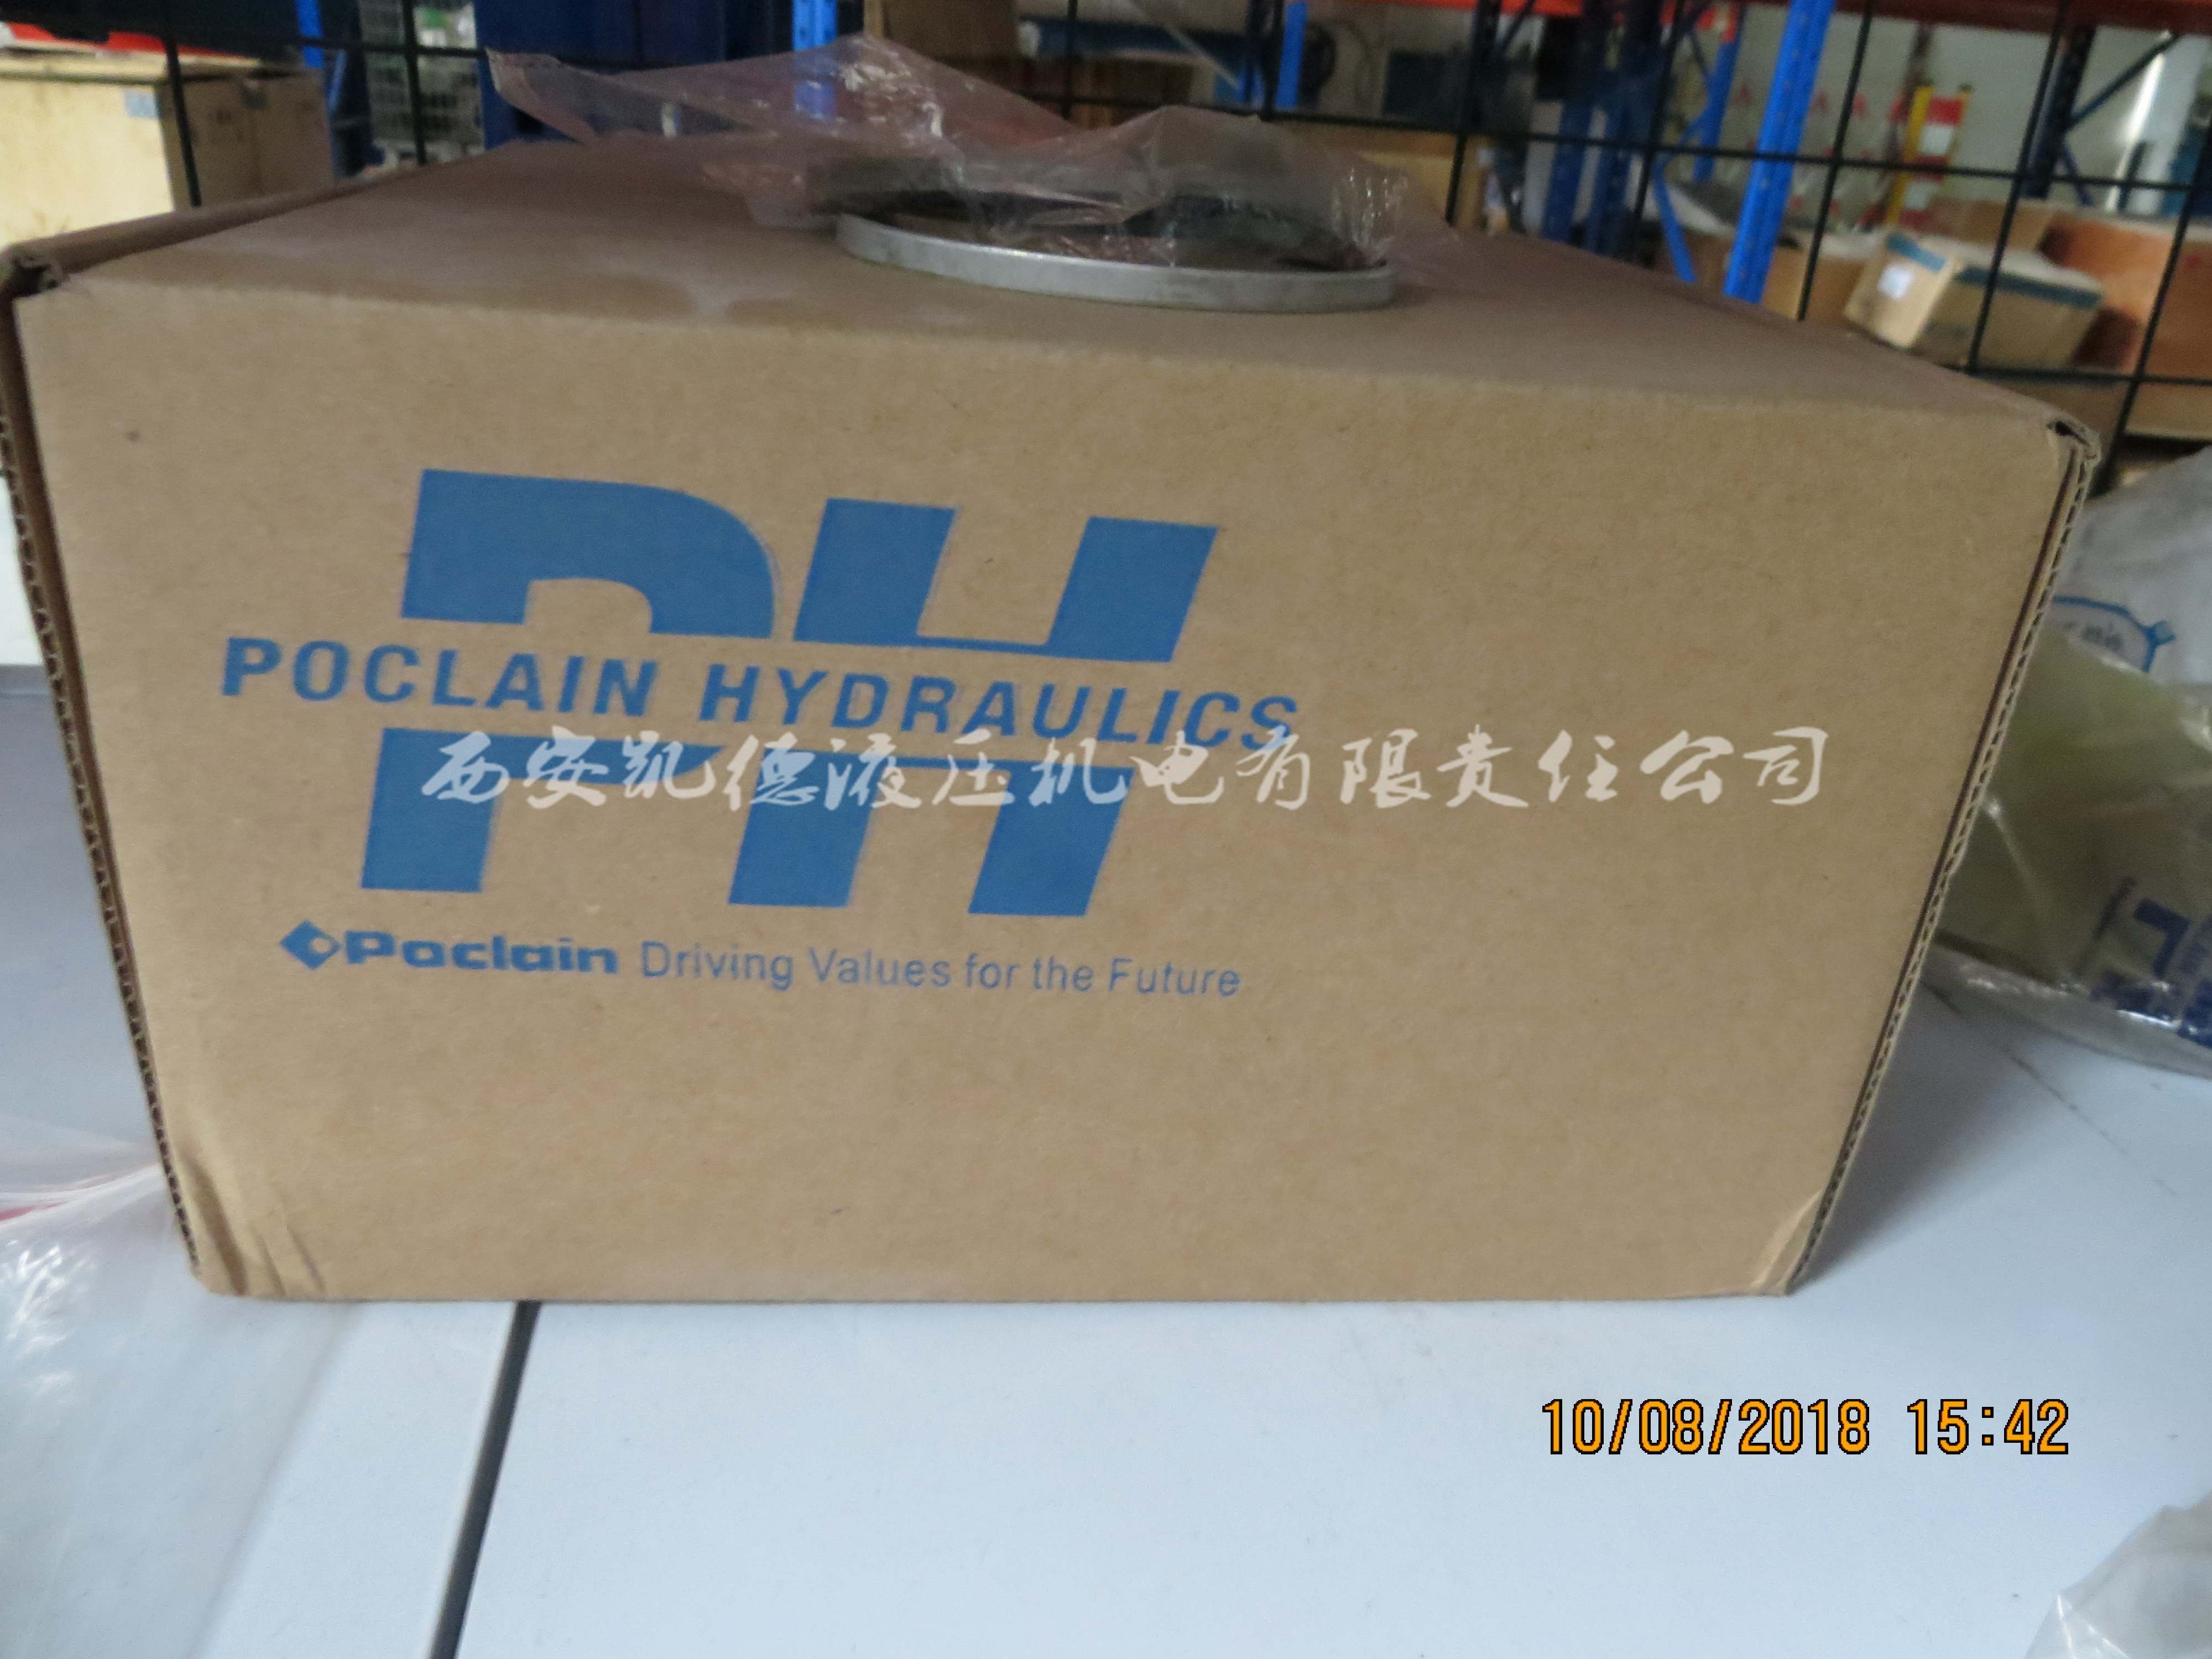 PH
POCLAIN HYDRAULICS
西安凯德液压机电有限责任公司
Poclain Driving Values for the Future
10/08/2018 15:42